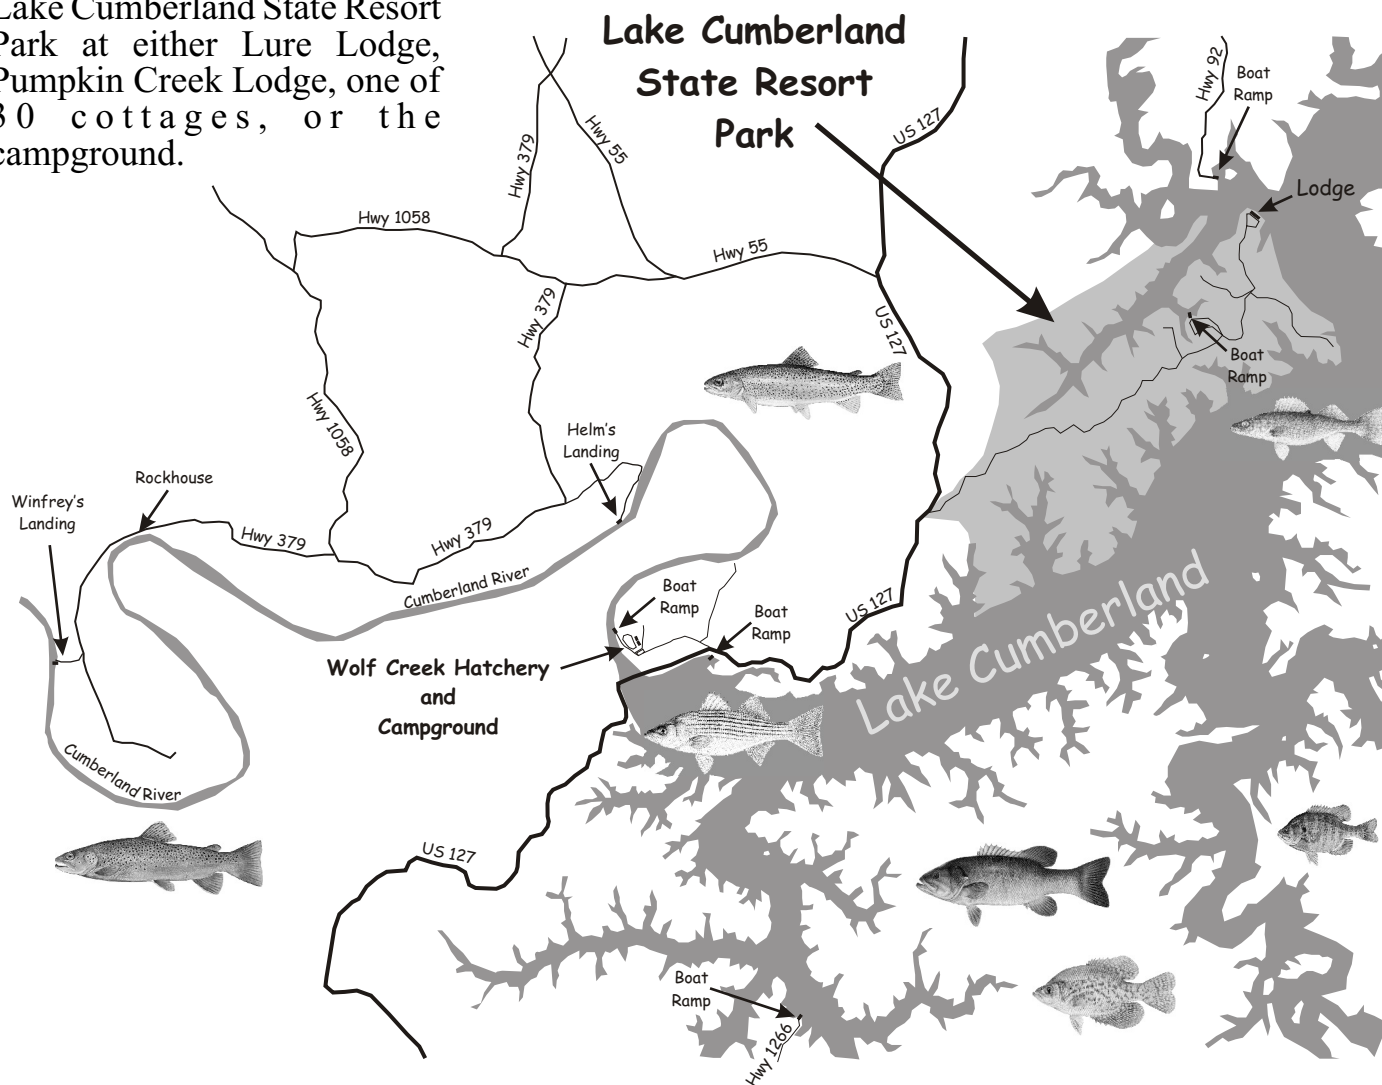 Lake Cumberland State Resort
Park at either Lure Lodge,
Pumpkin Creek Lodge, one of
30 cottages, or the
campground.
Lake Cumberland
State Resort
Park
Hwy 92
Boat
Ramp
Lodge
US 127
Hwy 379
Hwy 55
Hwy 1058
Hwy 55
Hwy 379
US 127
Boat
Ramp
Hwy 1058
Helm's
Landing
Rockhouse
Winfrey's
Landing
Hwy 379
Hwy 379
Cumberland River
Boat
Ramp
Boat
Ramp
US 127
Lake Cumberland
Wolf Creek Hatchery
and
Campground
Cumberland River
US 127
Boat
Ramp
Hwy 1266